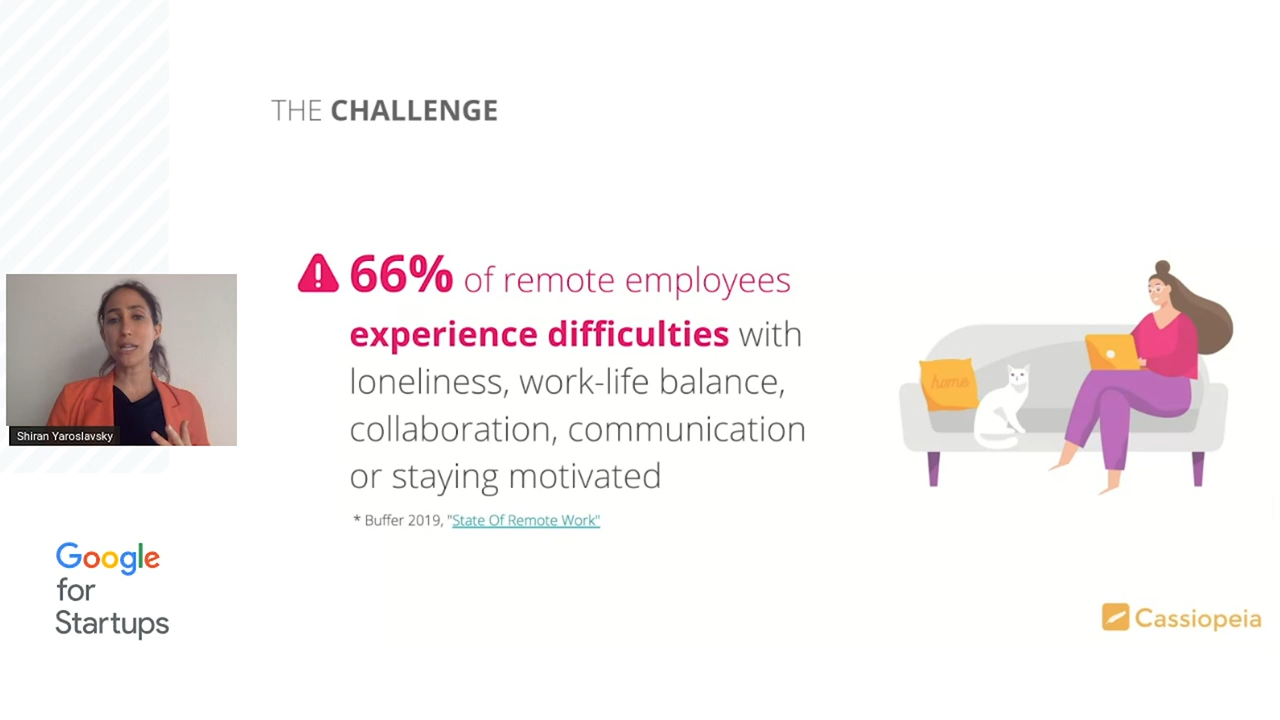 THE CHALLENGE
66% of remote employees
experience difficulties with
loneliness, work-life balance,
collaboration, communication
or staying motivated
* Buffer 2019, "State Of Remote Work"
home
Shiran Yaroslavsky
Google
for
Startups
Cassiopeia